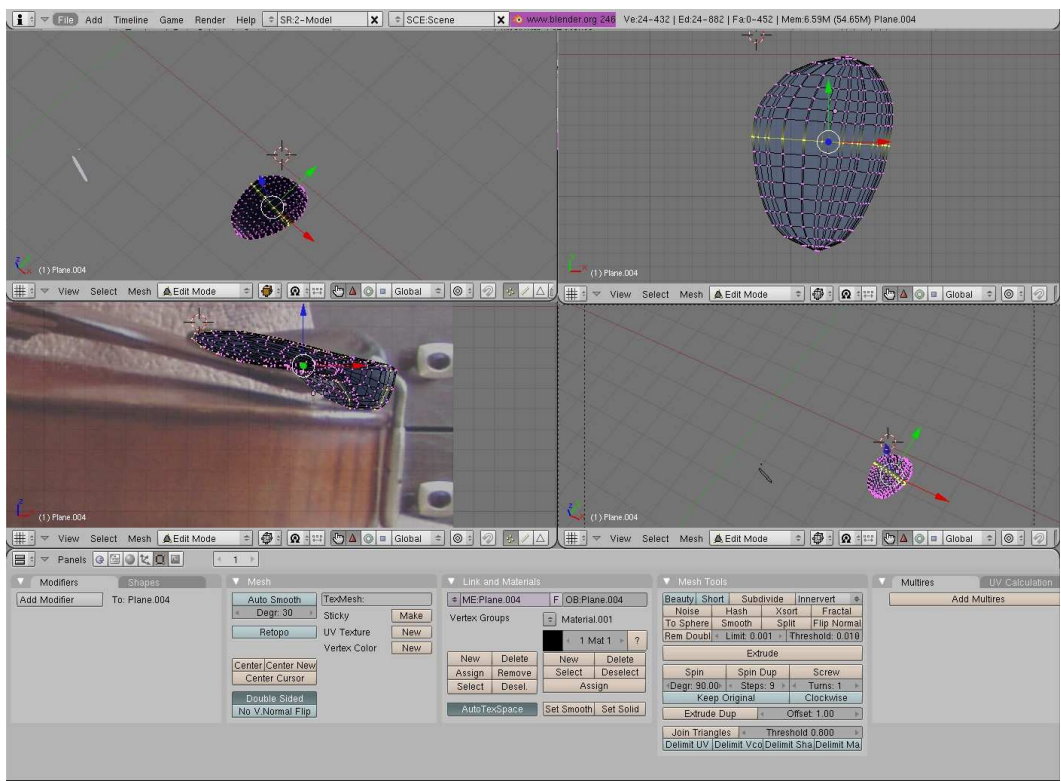 File Add Timeline Game Render Help SR:2-Model X SCE:Scene X www.blender.org 246 Ve:24-432 | Ed:24-882 | Fa:0-452 | Mem:6.59M (54.65M) Plane.004
(1) Plane.004
(1) Plane.004
View Select Mesh Edit Mode Global
View Select Mesh Edit Mode Global
(1) Plane.004
(1) Plane.004
View Select Mesh Edit Mode Global
View Select Mesh Edit Mode Global
Panels 1
Modifiers Shapes
Add Modifier To: Plane.004
Mesh
Auto Smooth
Degr: 30
Retopo
Center Center New
Center Cursor
Double Sided
No V.Normal Flip
TexMesh:
Sticky Make
UV Texture New
Vertex Color New
Link and Materials
ME:Plane.004 F OB:Plane.004
Vertex Groups
Material.001
1 Mat 1 ?
New Delete New Delete
Assign Remove Select Deselect
Select Desel. Assign
AutoTexSpace Set Smooth Set Solid
Mesh Tools
Beauty Short Subdivide Innervert
Noise Hash Xsort Fractal
To Sphere Smooth Split Flip Normal
Rem Doubl Limit: 0.001 Threshold: 0.010
Extrude
Spin Spin Dup Screw
Degr: 90.00 Steps: 9 Turns: 1
Keep Original Clockwise
Extrude Dup Offset: 1.00
Join Triangles Threshold 0.800
Delimit UV Delimit Vco Delimit Sha Delimit Ma
Multires UV Calculation
Add Multires